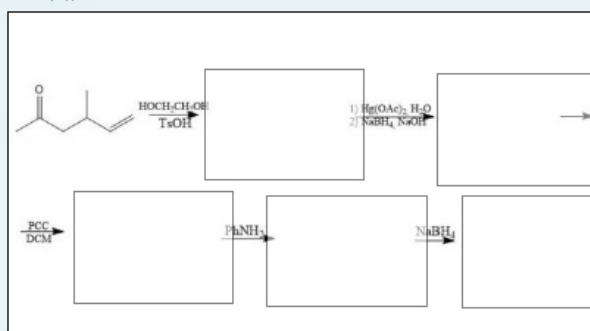 O
HOCH₂CH₂OH
TsOH
1) Hg(OAc)₂, H₂O
2) NaBH₄, NaOH
PCC
DCM
PhNH₂
NaBH₄